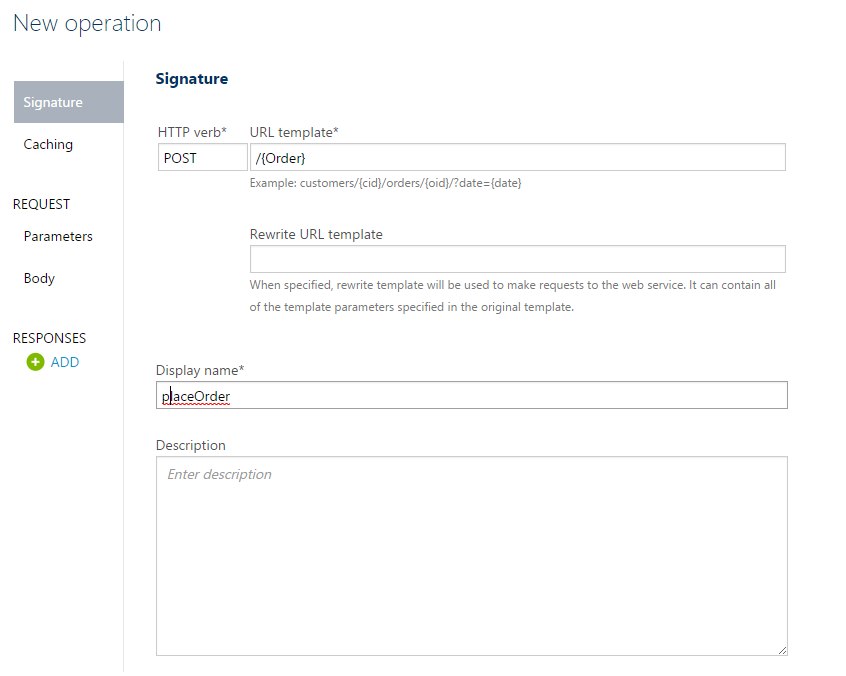 New operation
Signature
Caching
REQUEST
Parameters
Body
RESPONSES
ADD
Signature
HTTP verb* URL template*
POST /{Order}
Example: customers/{cid}/orders/{oid}/?date={date}
Rewrite URL template
When specified, rewrite template will be used to make requests to the web service. It can contain all
of the template parameters specified in the original template.
Display name*
placeOrder
Description
Enter description